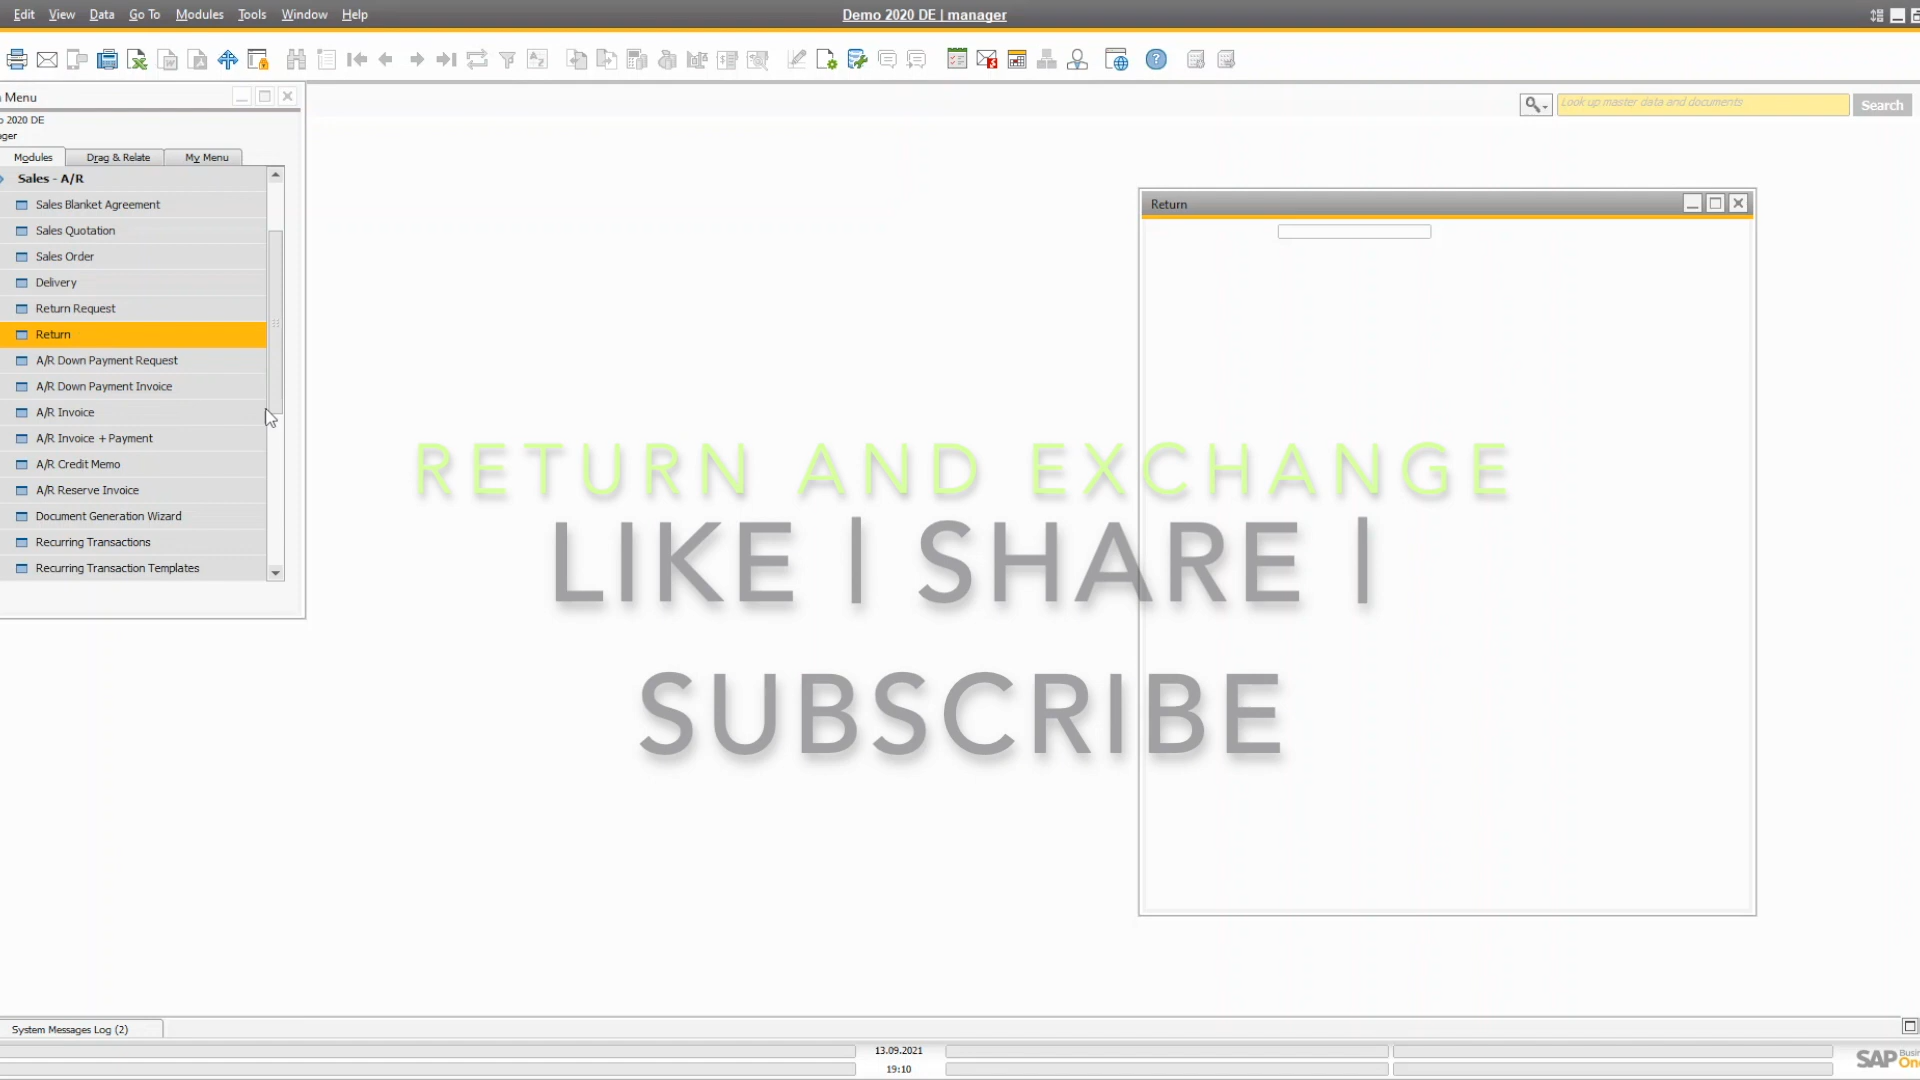 Edit View Data Go To Modules Tools Window Help
Demo 2020 DE | manager
Menu
2020 DE
Modules Drag & Relate My Menu
Look up master data and documents
Search
Sales - A/R
Sales Blanket Agreement
Sales Quotation
Sales Order
Delivery
Return Request
Return
A/R Down Payment Request
A/R Down Payment Invoice
A/R Invoice
A/R Invoice + Payment
A/R Credit Memo
A/R Reserve Invoice
Document Generation Wizard
Recurring Transactions
Recurring Transaction Templates
Return
RETURN AND EXCHANGE
LIKE | SHARE |
SUBSCRIBE
System Messages Log (2)
13.09.2021
19:10
SAP